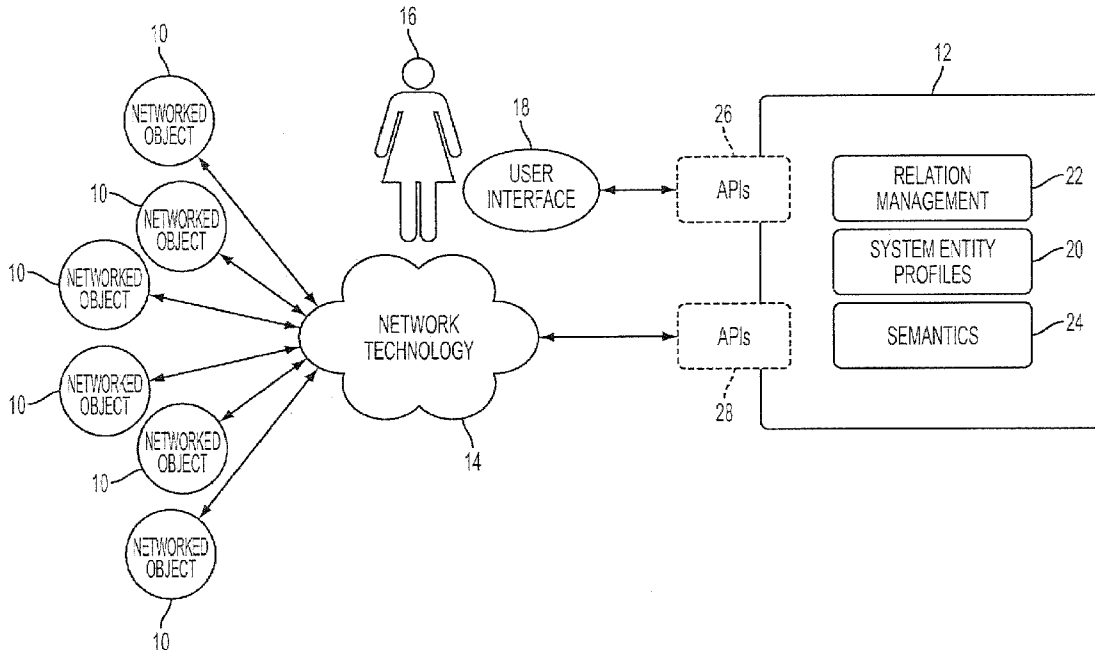 16
10
12
NETWORKED
OBJECT
18
26
USER
INTERFACE
APIs
RELATION
MANAGEMENT
22
10
NETWORKED
OBJECT
SYSTEM ENTITY
PROFILES
20
10
NETWORKED
OBJECT
NETWORK
TECHNOLOGY
APIs
SEMANTICS
24
10
NETWORKED
OBJECT
28
14
10
NETWORKED
OBJECT
NETWORKED
OBJECT
10